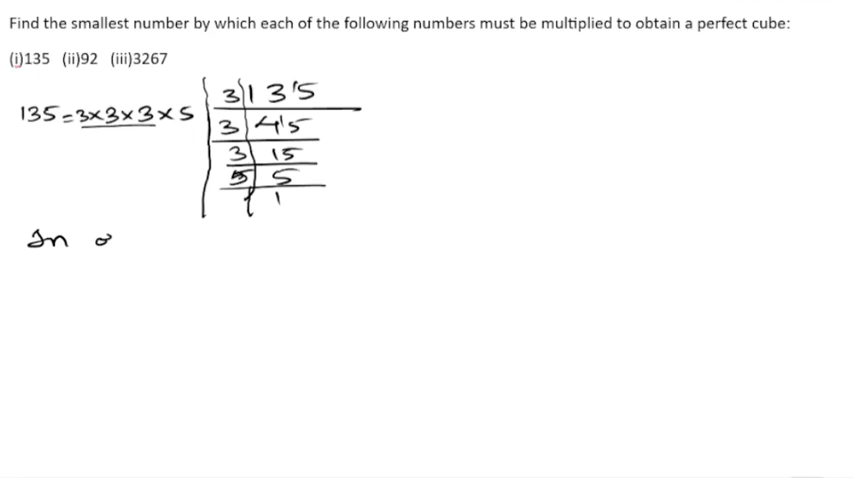 Find the smallest number by which each of the following numbers must be multiplied to obtain a perfect cube:
(i)135 (ii)92 (iii)3267
135 = 3×3×3×5
3 135
3 45
3 15
5 5
1
In